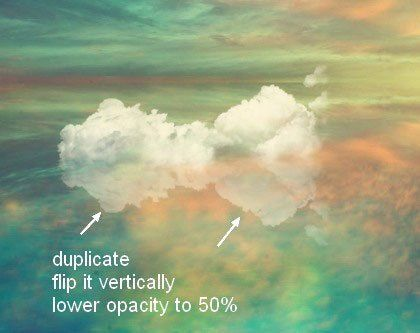 duplicate
flip it vertically
lower opacity to 50%